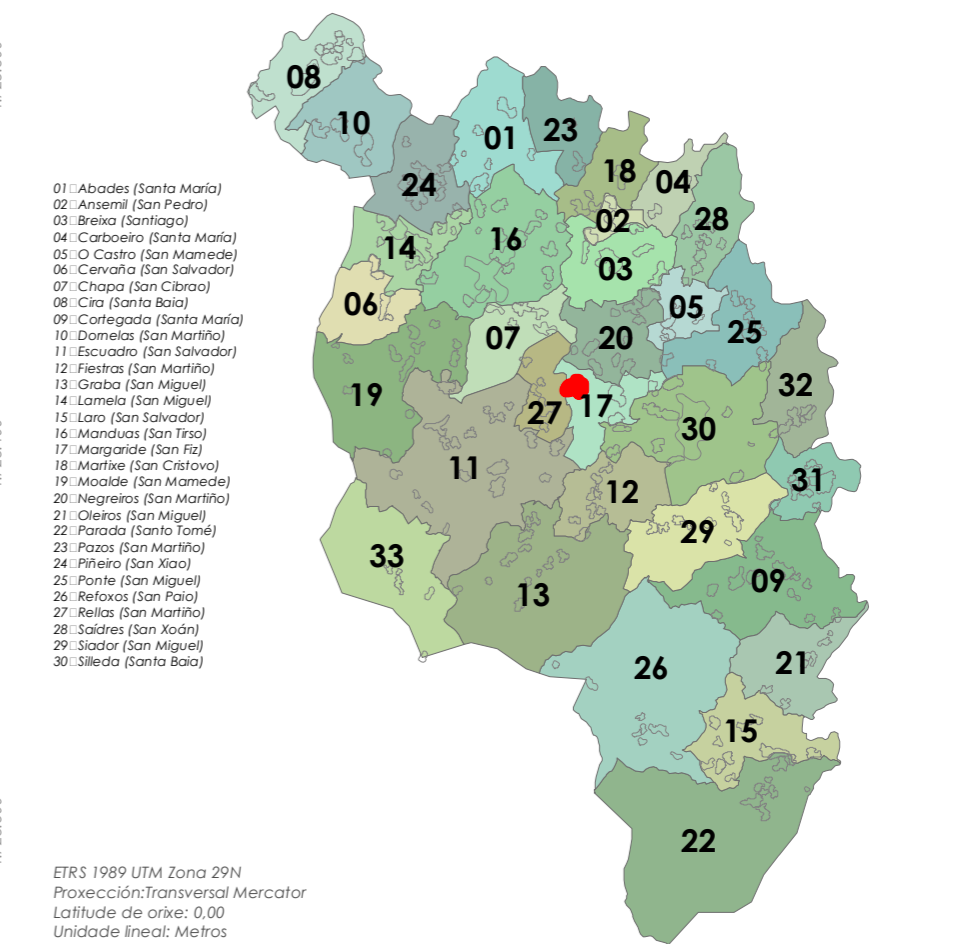 08
10
01
23
24
18
04
02
28
16
14
03
06
05
25
07
20
19
32
27
17
30
11
12
31
29
33
13
09
26
21
15
22
01 Abades (Santa María)
02 Ansemil (San Pedro)
03 Breixa (Santiago)
04 Carboeiro (Santa María)
05 O Castro (San Mamede)
06 Cervaña (San Salvador)
07 Chapa (San Cibrao)
08 Cira (Santa Baia)
09 Cortegada (Santa María)
10 Dornelas (San Martiño)
11 Escuadro (San Salvador)
12 Fiestras (San Martiño)
13 Graba (San Miguel)
14 Lamela (San Miguel)
15 Laro (San Salvador)
16 Manduas (San Tirso)
17 Margaride (San Fiz)
18 Martixe (San Cristovo)
19 Moalde (San Mamede)
20 Negreiros (San Martiño)
21 Oleiros (San Miguel)
22 Parada (Santo Tomé)
23 Pazos (San Martiño)
24 Piñeiro (San Xiao)
25 Ponte (San Miguel)
26 Refoxos (San Paio)
27 Rellas (San Martiño)
28 Saídres (San Xoán)
29 Siador (San Miguel)
30 Silleda (Santa Baia)
ETRS 1989 UTM Zona 29N
Proxección:Transversal Mercator
Latitude de orixe: 0,00
Unidade lineal: Metros